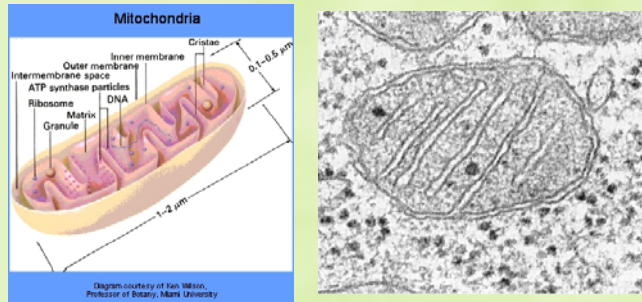 Mitochondria
Cristae
Inner membrane
Outer membrane
Intermembrane space
ATP synthase particles
Ribosome
DNA
Matrix
Granule
0.1–0.5 µm
1–2 µm
Diagram courtesy of Ken Wilson,
Professor of Botany, Miami University